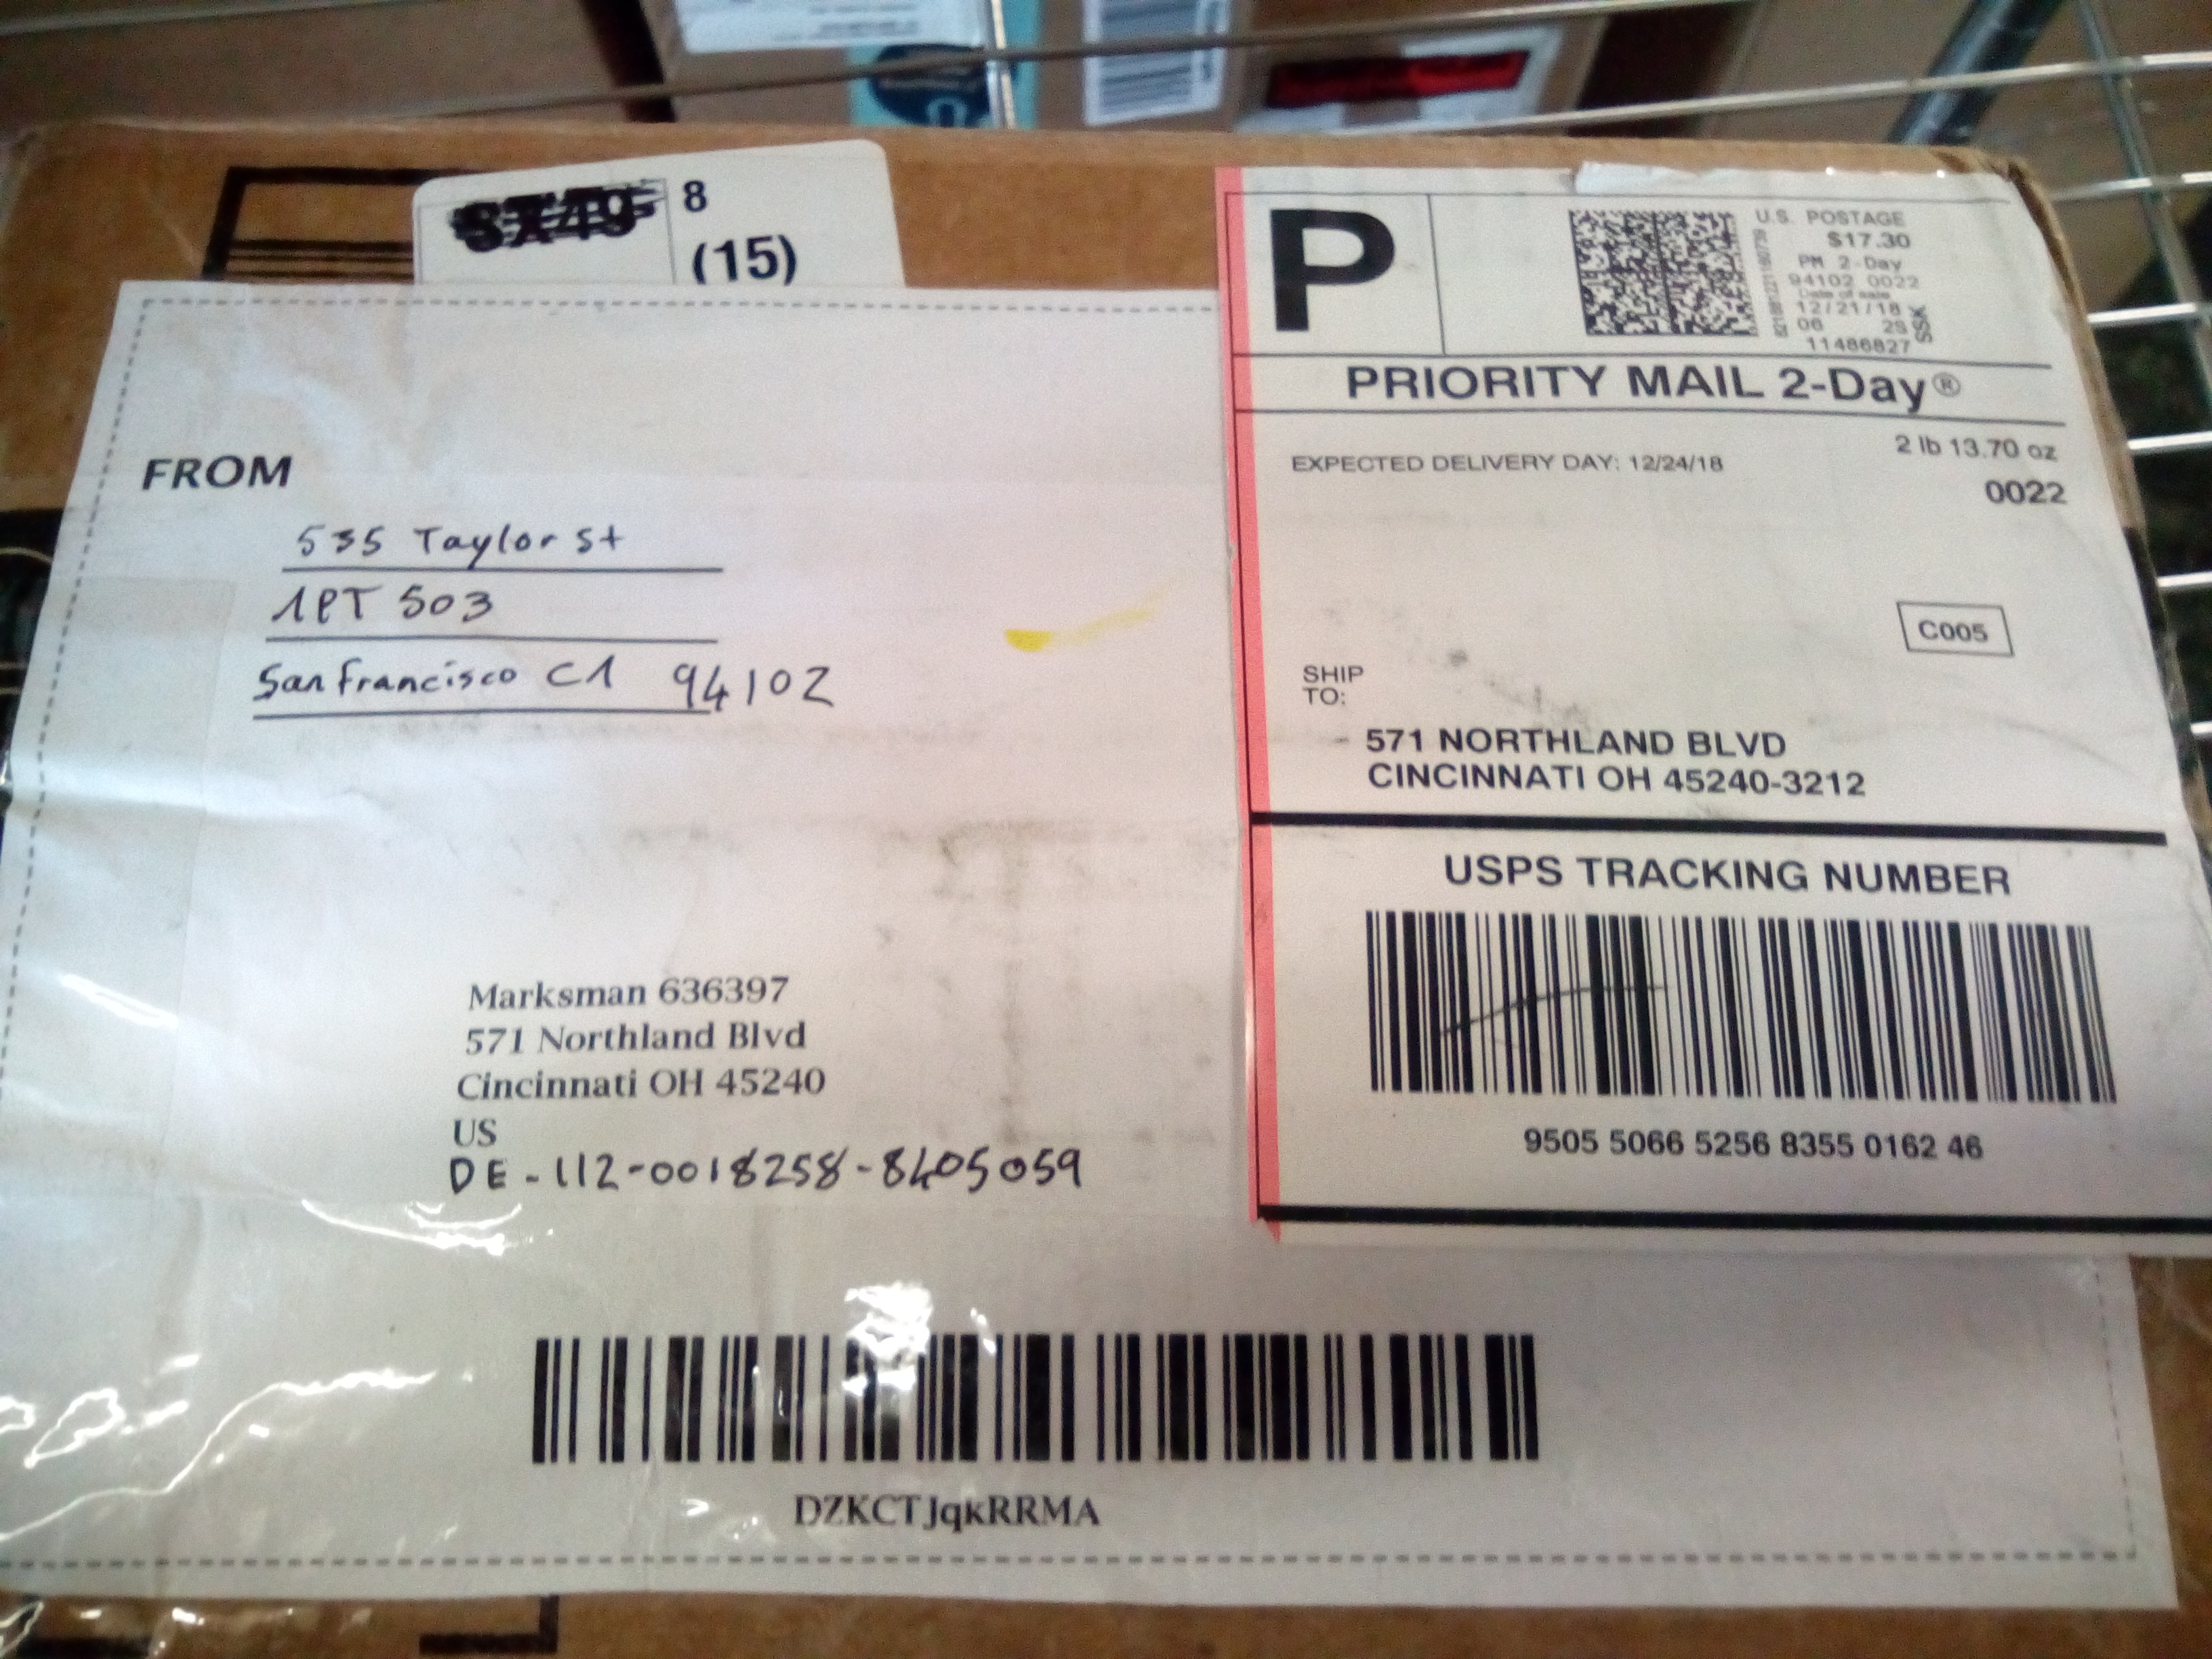 SX49 8
(15)
FROM
535 Taylor St
APT 503
San Francisco CA 94102
Marksman 636397
571 Northland Blvd
Cincinnati OH 45240
US
DE-112-0018258-8405059
DZKCTJqkRRMA
P
U.S. POSTAGE
$17.30
PM 2-Day
94102 0022
Date of sale
12/21/18
06 2S
11486827
SSK
PRIORITY MAIL 2-Day®
2 lb 13.70 oz
EXPECTED DELIVERY DAY: 12/24/18
0022
C005
SHIP
TO:
571 NORTHLAND BLVD
CINCINNATI OH 45240-3212
USPS TRACKING NUMBER
9505 5066 5256 8355 0162 46